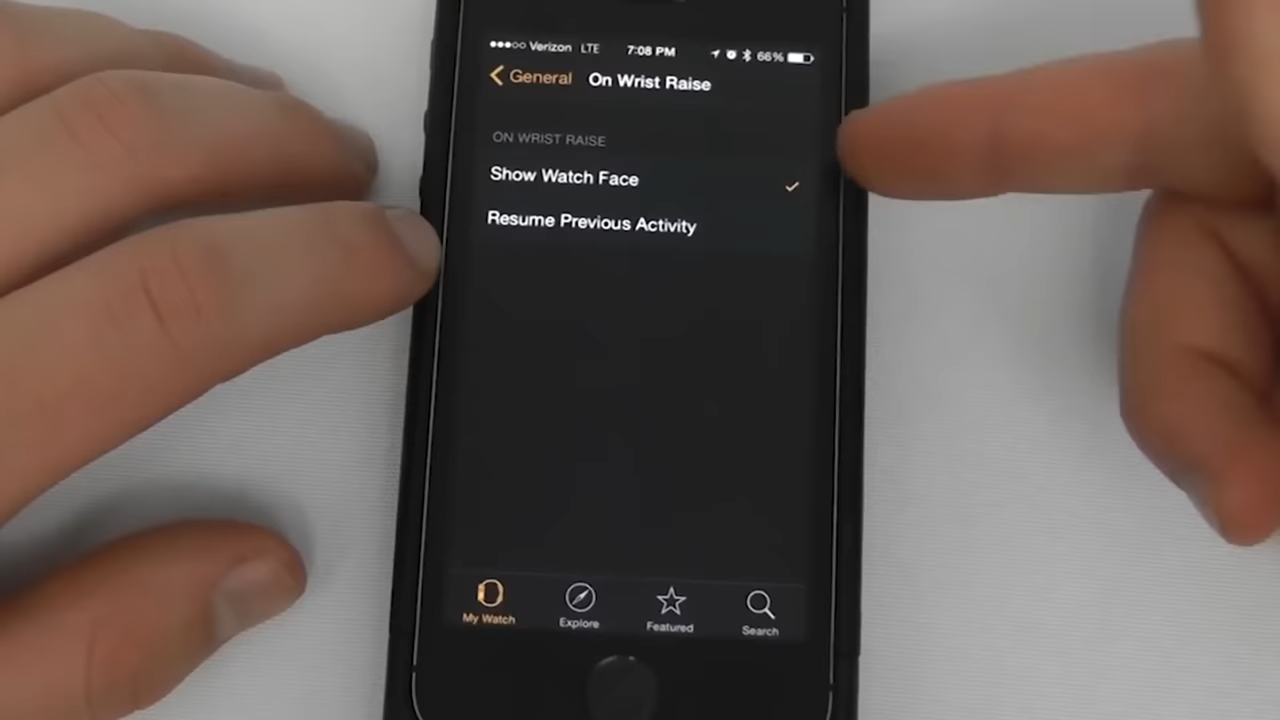 Verizon LTE 7:08 PM 66%
General On Wrist Raise
ON WRIST RAISE
Show Watch Face
Resume Previous Activity
My Watch Explore Featured Search